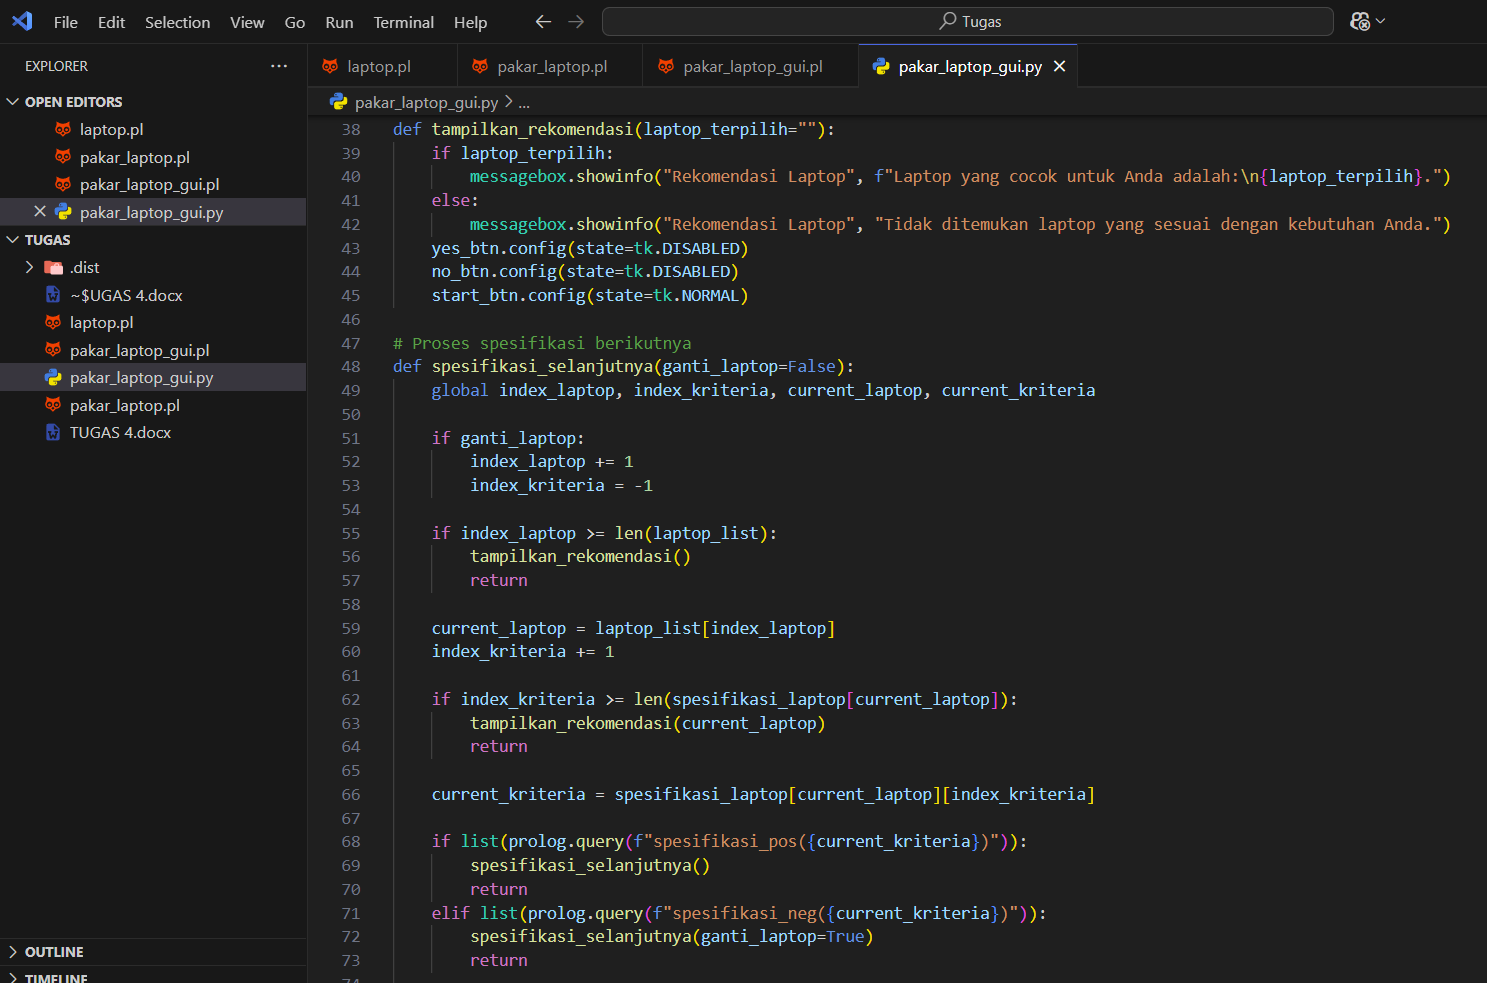 File Edit Selection View Go Run Terminal Help
Tugas
EXPLORER
OPEN EDITORS
laptop.pl
pakar_laptop.pl
pakar_laptop_gui.pl
pakar_laptop_gui.py
TUGAS
.dist
~$UGAS 4.docx
laptop.pl
pakar_laptop_gui.pl
pakar_laptop_gui.py
pakar_laptop.pl
TUGAS 4.docx
OUTLINE
TIMELINE
laptop.pl pakar_laptop.pl pakar_laptop_gui.pl pakar_laptop_gui.py
pakar_laptop_gui.py > ...
38 def tampilkan_rekomendasi(laptop_terpilih=""):
39     if laptop_terpilih:
40         messagebox.showinfo("Rekomendasi Laptop", f"Laptop yang cocok untuk Anda adalah:\n{laptop_terpilih}.")
41     else:
42         messagebox.showinfo("Rekomendasi Laptop", "Tidak ditemukan laptop yang sesuai dengan kebutuhan Anda.")
43     yes_btn.config(state=tk.DISABLED)
44     no_btn.config(state=tk.DISABLED)
45     start_btn.config(state=tk.NORMAL)
46
47 # Proses spesifikasi berikutnya
48 def spesifikasi_selanjutnya(ganti_laptop=False):
49     global index_laptop, index_kriteria, current_laptop, current_kriteria
50
51     if ganti_laptop:
52         index_laptop += 1
53         index_kriteria = -1
54
55     if index_laptop >= len(laptop_list):
56         tampilkan_rekomendasi()
57         return
58
59     current_laptop = laptop_list[index_laptop]
60     index_kriteria += 1
61
62     if index_kriteria >= len(spesifikasi_laptop[current_laptop]):
63         tampilkan_rekomendasi(current_laptop)
64         return
65
66     current_kriteria = spesifikasi_laptop[current_laptop][index_kriteria]
67
68     if list(prolog.query(f"spesifikasi_pos({current_kriteria})")):
69         spesifikasi_selanjutnya()
70         return
71     elif list(prolog.query(f"spesifikasi_neg({current_kriteria})")):
72         spesifikasi_selanjutnya(ganti_laptop=True)
73         return
74